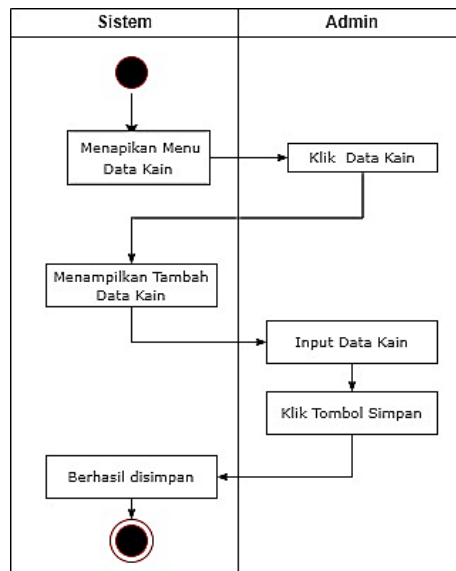 Sistem
Admin
Menapikan Menu
Data Kain
Klik Data Kain
Menampilkan Tambah
Data Kain
Input Data Kain
Klik Tombol Simpan
Berhasil disimpan